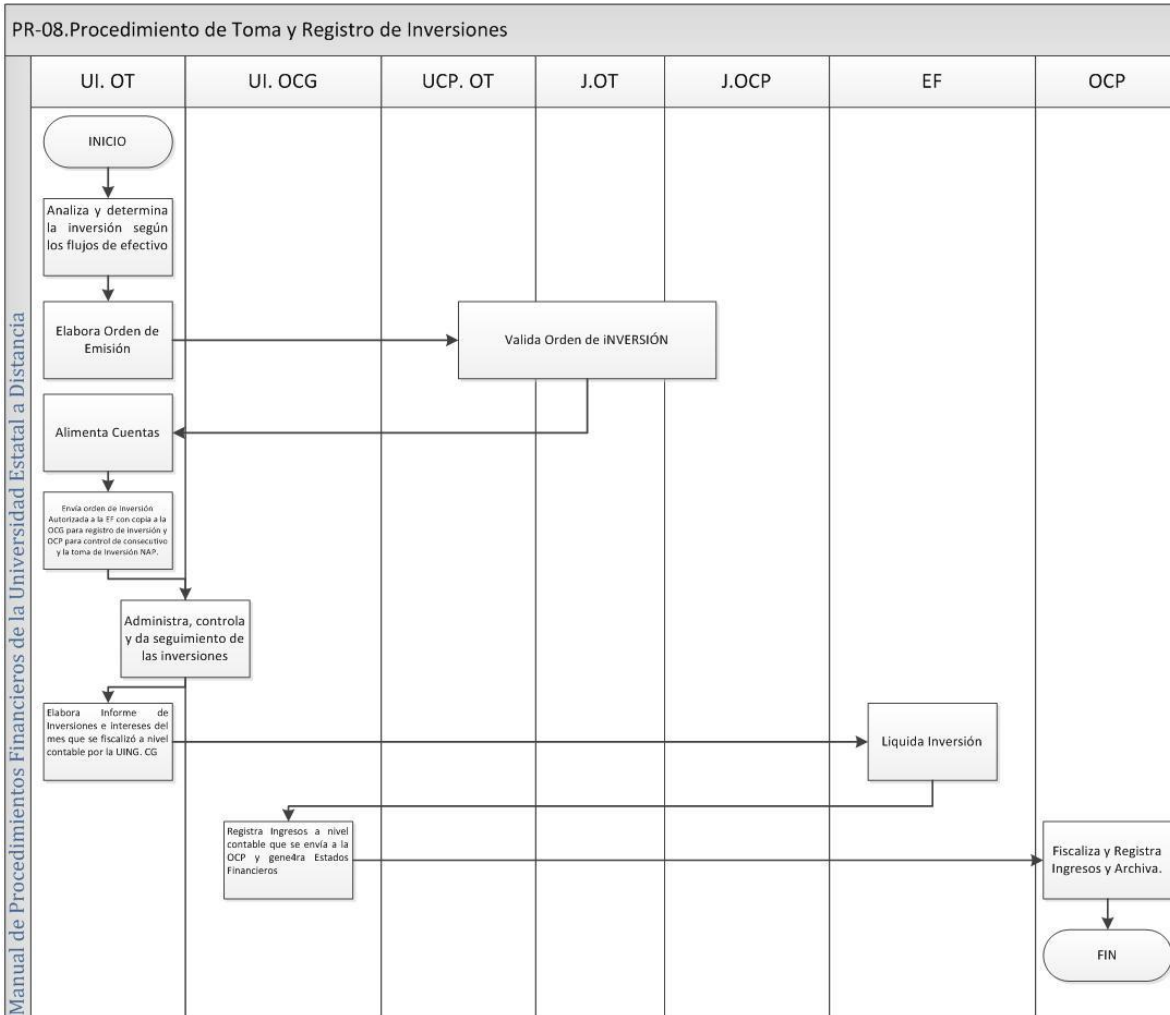 PR-08.Procedimiento de Toma y Registro de Inversiones
Manual de Procedimientos Financieros de la Universidad Estatal a Distancia
UI. OT
UI. OCG
UCP. OT
J.OT
J.OCP
EF
OCP
INICIO
Analiza y determina
la inversión según
los flujos de efectivo
Elabora Orden de
Emisión
Valida Orden de iNVERSIÓN
Alimenta Cuentas
Envía orden de Inversión
Autorizada a la EF con copia a la
OCG para registro de inversión y
OCP para control de consecutivo
y la toma de Inversión NAP.
Administra, controla
y da seguimiento de
las inversiones
Elabora Informe de
Inversiones e intereses del
mes que se fiscalizó a nivel
contable por la UING. CG
Liquida Inversión
Registra Ingresos a nivel
contable que se envía a la
OCP y gene4ra Estados
Financieros
Fiscaliza y Registra
Ingresos y Archiva.
FIN